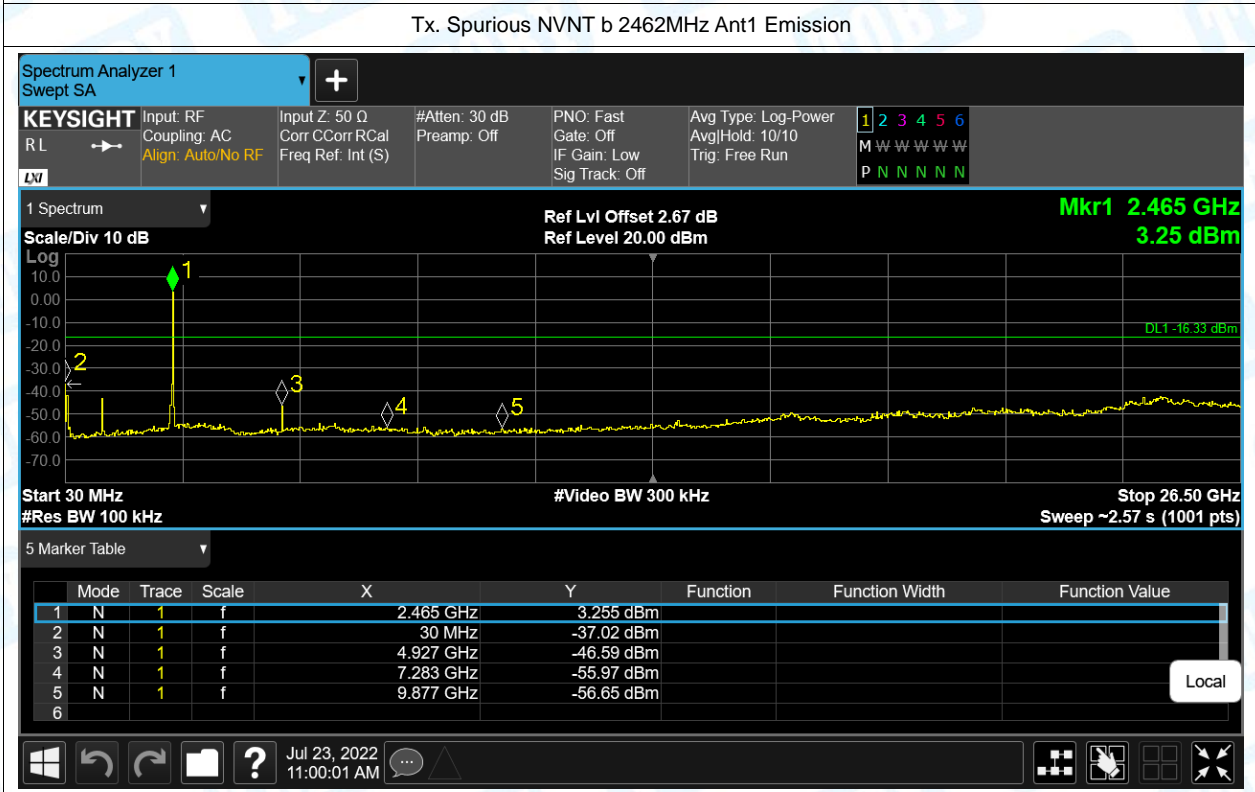 Tx. Spurious NVNT b 2462MHz Ant1 Emission
Spectrum Analyzer 1
Swept SA
KEYSIGHT Input: RF Input Z: 50 Ω #Atten: 30 dB PNO: Fast Avg Type: Log-Power 1 2 3 4 5 6
RL Coupling: AC Corr CCorr RCal Preamp: Off Gate: Off Avg|Hold: 10/10 M W W W W W
Align: Auto/No RF Freq Ref: Int (S) IF Gain: Low Trig: Free Run
LXI Sig Track: Off P N N N N N
1 Spectrum Ref Lvl Offset 2.67 dB Mkr1 2.465 GHz
Scale/Div 10 dB Ref Level 20.00 dBm 3.25 dBm
Log
1
10.0
0.00
-10.0
DL1 -16.33 dBm
-20.0
2
-30.0
3
-40.0
4 5
-50.0
-60.0
-70.0
Start 30 MHz #Video BW 300 kHz Stop 26.50 GHz
#Res BW 100 kHz Sweep ~2.57 s (1001 pts)
5 Marker Table
Mode Trace Scale X Y Function Function Width Function Value
1 N 1 f 2.465 GHz 3.255 dBm
2 N 1 f 30 MHz -37.02 dBm
3 N 1 f 4.927 GHz -46.59 dBm
4 N 1 f 7.283 GHz -55.97 dBm
5 N 1 f 9.877 GHz -56.65 dBm
6
Local
? Jul 23, 2022
11:00:01 AM